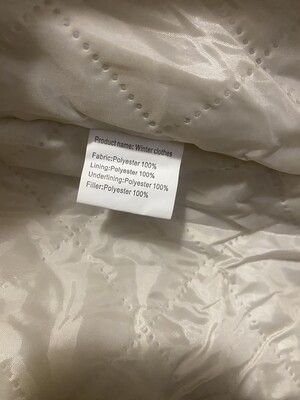 Product name: Winter clothes
Fabric:Polyester 100%
Lining:Polyester 100%
Underlining:Polyester 100%
Filler:Polyester 100%